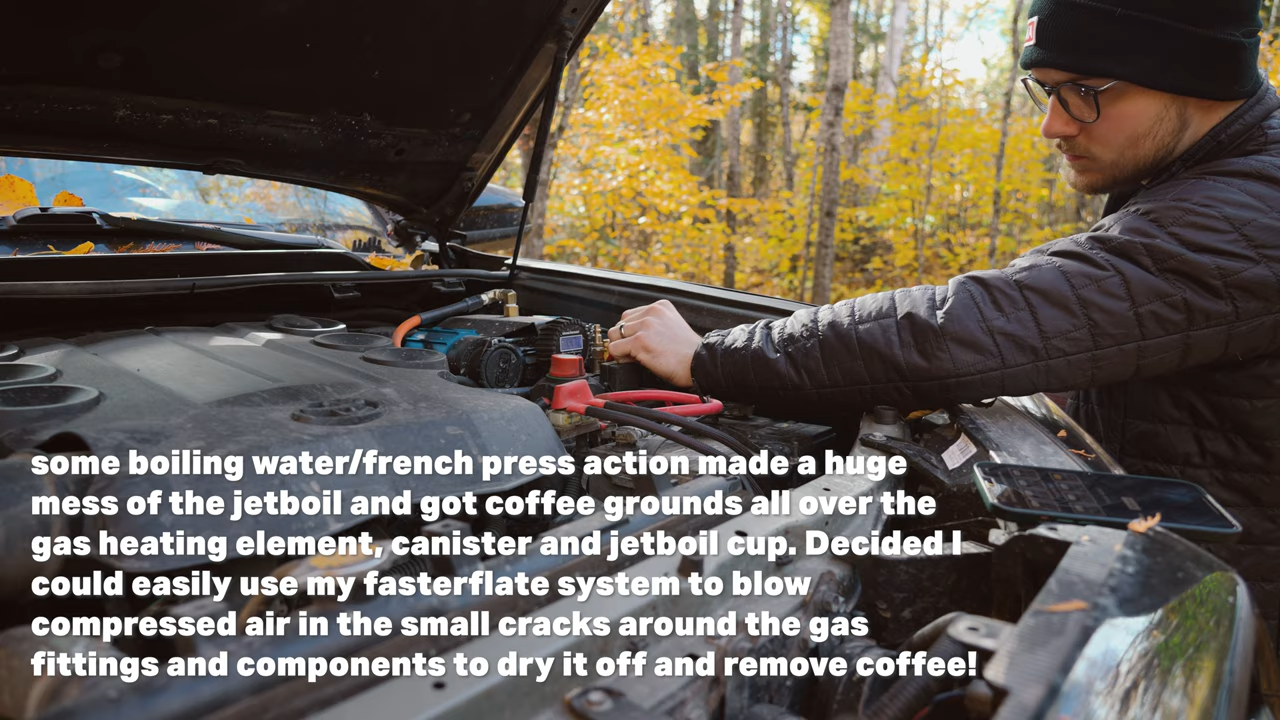 some boiling water/french press action made a huge
mess of the jetboil and got coffee grounds all over the
gas heating element, canister and jetboil cup. Decided I
could easily use my fasterflate system to blow
compressed air in the small cracks around the gas
fittings and components to dry it off and remove coffee!